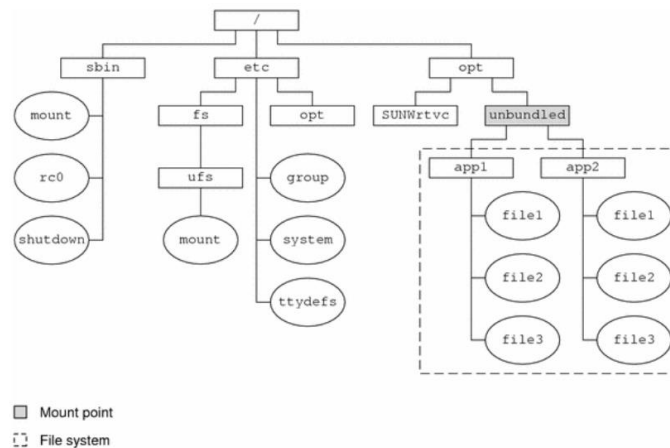 /
sbin etc opt
mount fs opt SUNWrtvc unbundled
app1 app2
rc0 ufs group
file1 file1
shutdown mount system
file2 file2
ttydefs
file3 file3
Mount point
File system